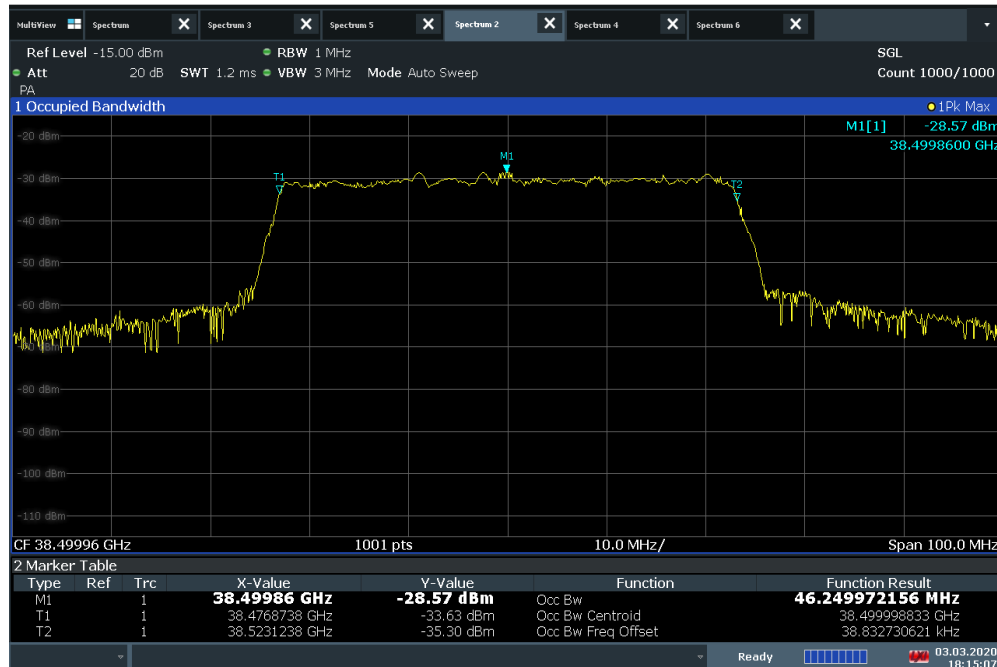 MultiView Spectrum Spectrum 3 Spectrum 5 Spectrum 2 Spectrum 4 Spectrum 6
Ref Level -15.00 dBm RBW 1 MHz SGL
Att 20 dB SWT 1.2 ms VBW 3 MHz Mode Auto Sweep Count 1000/1000
PA
1 Occupied Bandwidth 1Pk Max
M1[1] -28.57 dBm
-20 dBm
38.4998600 GHz
M1
-30 dBm
T1
T2
-40 dBm
-50 dBm
-60 dBm
-80 dBm
-90 dBm
-100 dBm
-110 dBm
CF 38.49996 GHz 1001 pts 10.0 MHz/ Span 100.0 MHz
2 Marker Table
Type Ref Trc X-Value Y-Value Function Function Result
M1 1 38.49986 GHz -28.57 dBm Occ Bw 46.249972156 MHz
T1 1 38.4768738 GHz -33.63 dBm Occ Bw Centroid 38.499998833 GHz
T2 1 38.5231238 GHz -35.30 dBm Occ Bw Freq Offset 38.832730621 kHz
Ready 03.03.2020
18:15:07